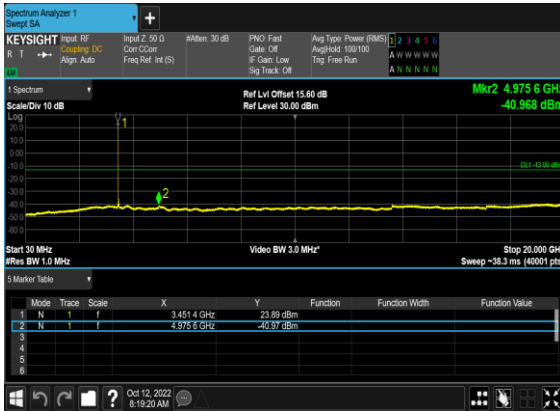 Spectrum Analyzer 1
Swept SA
+
KEYSIGHT Input: RF Input Z: 50 Ω #Atten: 30 dB PNO: Fast Avg Type: Power (RMS) 1 2 3 4 5 6
R T Coupling: DC Corr CCorr Gate: Off Avg|Hold: 100/100 A W W W W W
Align: Auto Freq Ref: Int (S) IF Gain: Low Trig: Free Run
Sig Track: Off A N N N N N
1 Spectrum Ref Lvl Offset 15.60 dB Mkr2 4.975 6 GHz
Scale/Div 10 dB Ref Level 30.00 dBm -40.968 dBm
Log
1
20.0
10.0
0.00
-10.0
DL1 -13.00 dBm
-20.0
-30.0
2
-40.0
-50.0
-60.0
Start 30 MHz Video BW 3.0 MHz* Stop 20.000 GHz
#Res BW 1.0 MHz Sweep ~38.3 ms (40001 pts)
5 Marker Table
Mode Trace Scale X Y Function Function Width Function Value
1 N 1 f 3.451 4 GHz 23.89 dBm
2 N 1 f 4.975 6 GHz -40.97 dBm
3
4
5
6
? Oct 12, 2022
8:19:20 AM